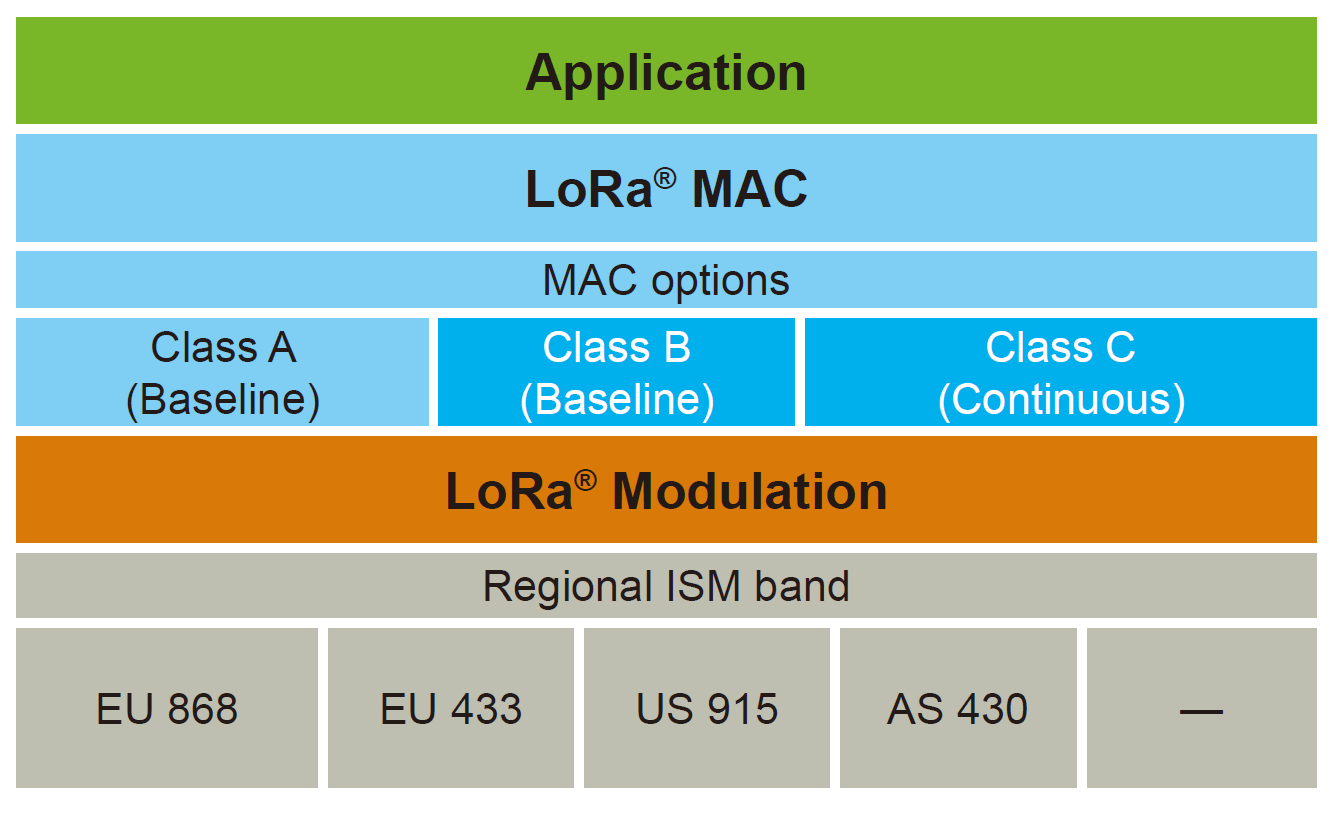 Application
LoRa® MAC
MAC options
Class A
(Baseline)
Class B
(Baseline)
Class C
(Continuous)
LoRa® Modulation
Regional ISM band
EU 868
EU 433
US 915
AS 430
—